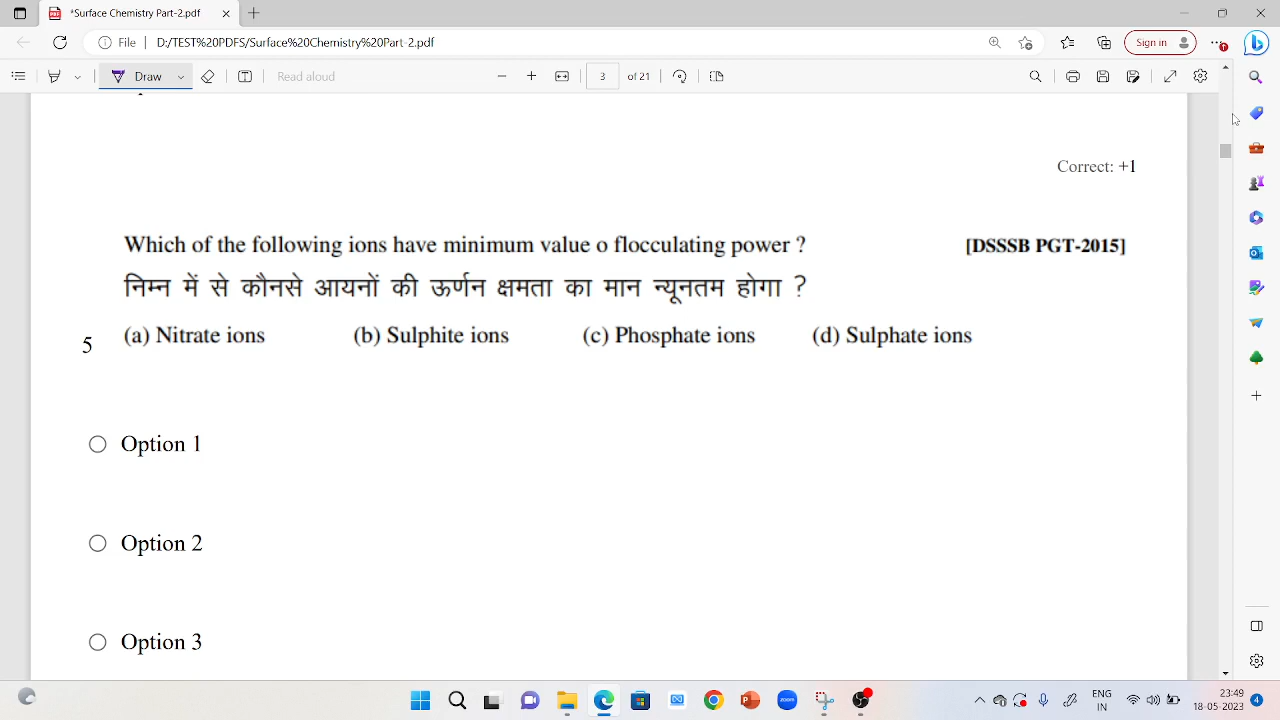 *Surface Chemistry Part-2.pdf
File | D:/TEST%20PDFS/Surface%20Chemistry%20Part-2.pdf
Sign in
Draw
Read aloud
3 of 21
Correct: +1
Which of the following ions have minimum value o flocculating power ? [DSSSB PGT-2015]
निम्न में से कौनसे आयनों की ऊर्णन क्षमता का मान न्यूनतम होगा ?
5 (a) Nitrate ions (b) Sulphite ions (c) Phosphate ions (d) Sulphate ions
Option 1
Option 2
Option 3
ENG
IN
23:49
18-05-2023
4